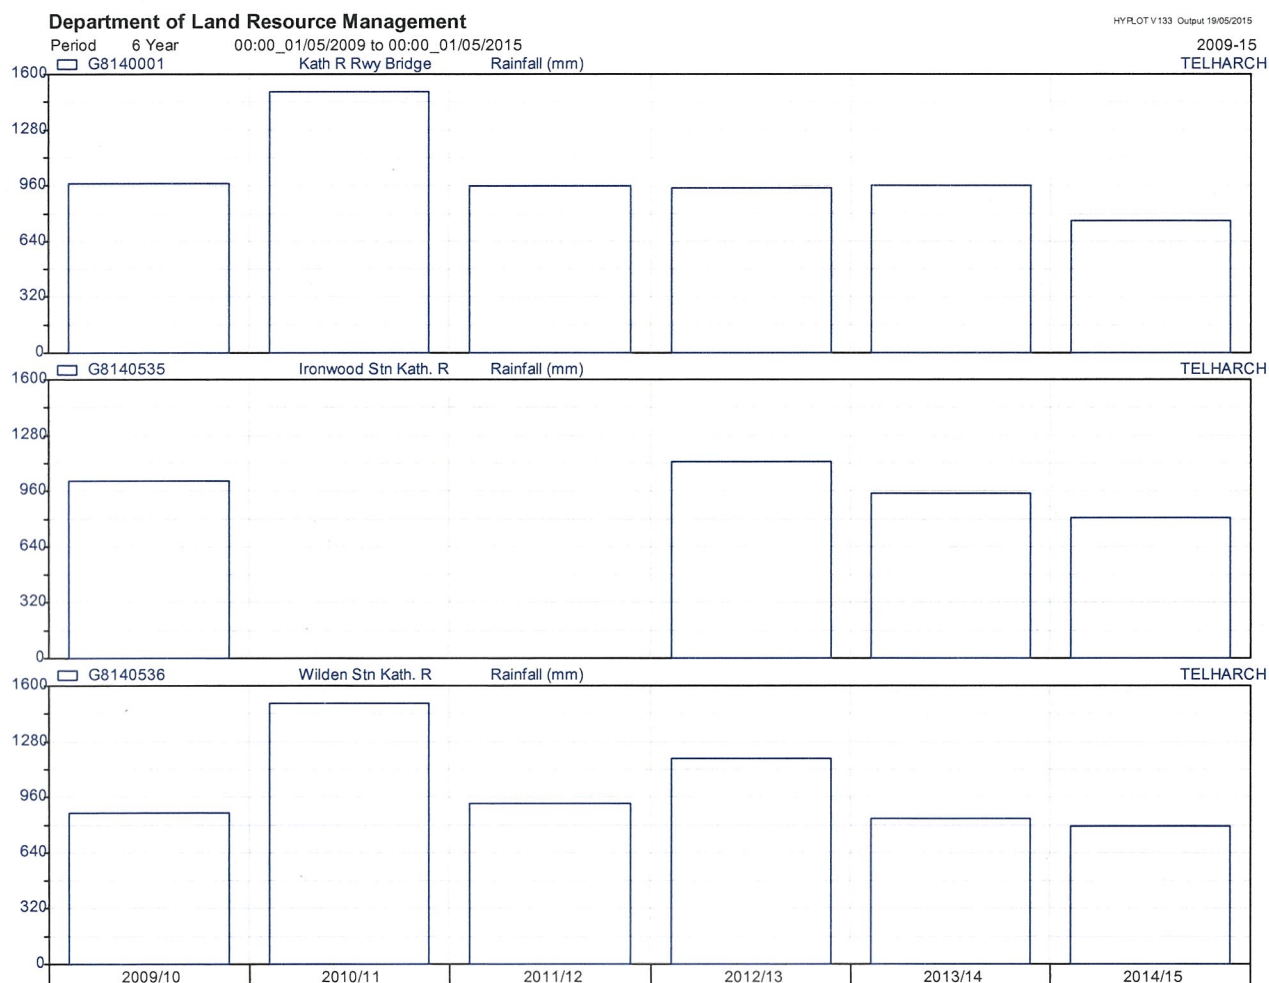 Department of Land Resource Management
HYPLOT V133 Output 19/05/2015
Period 6 Year 00:00_01/05/2009 to 00:00_01/05/2015 2009-15
G8140001 Kath R Rwy Bridge Rainfall (mm) TELHARCH
1600
1280
960
640
320
0
G8140535 Ironwood Stn Kath. R Rainfall (mm) TELHARCH
1600
1280
960
640
320
0
G8140536 Wilden Stn Kath. R Rainfall (mm) TELHARCH
1600
1280
960
640
320
0
2009/10 2010/11 2011/12 2012/13 2013/14 2014/15